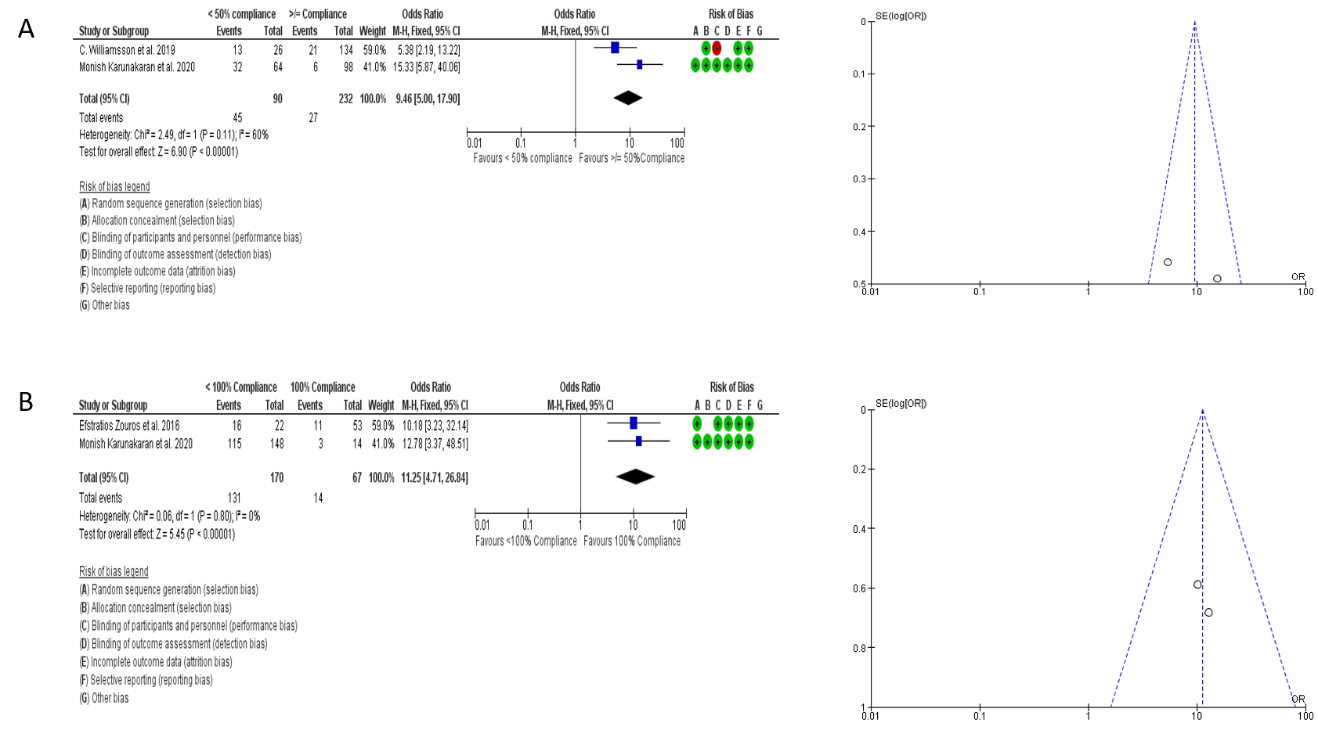 A
< 50% compliance >/= Compliance Odds Ratio Odds Ratio Risk of Bias
Study or Subgroup Events Total Events Total Weight M-H, Fixed, 95% CI M-H, Fixed, 95% CI A B C D E F G
C. Williamsson et al. 2019 13 26 21 134 59.0% 5.38 [2.19, 13.22]
Monish Karunakaran et al. 2020 32 64 6 98 41.0% 15.33 [5.87, 40.06]
Total (95% CI) 90 232 100.0% 9.46 [5.00, 17.90]
Total events 45 27
Heterogeneity: Chi² = 2.49, df = 1 (P = 0.11); I² = 60%
Test for overall effect: Z = 6.90 (P < 0.00001)
0.01 0.1 1 10 100
Favours < 50% compliance Favours >/= 50%Compliance
Risk of bias legend
(A) Random sequence generation (selection bias)
(B) Allocation concealment (selection bias)
(C) Blinding of participants and personnel (performance bias)
(D) Blinding of outcome assessment (detection bias)
(E) Incomplete outcome data (attrition bias)
(F) Selective reporting (reporting bias)
(G) Other bias
SE(log[OR])
0
0.1
0.2
0.3
0.4
0.5
OR
0.01 0.1 1 10 100
B
< 100% Compliance 100% Compliance Odds Ratio Odds Ratio Risk of Bias
Study or Subgroup Events Total Events Total Weight M-H, Fixed, 95% CI M-H, Fixed, 95% CI A B C D E F G
Efstratios Zouros et al. 2016 16 22 11 53 59.0% 10.18 [3.23, 32.14]
Monish Karunakaran et al. 2020 115 148 3 14 41.0% 12.78 [3.37, 48.51]
Total (95% CI) 170 67 100.0% 11.25 [4.71, 26.84]
Total events 131 14
Heterogeneity: Chi² = 0.06, df = 1 (P = 0.80); I² = 0%
Test for overall effect: Z = 5.45 (P < 0.00001)
0.01 0.1 1 10 100
Favours <100% Compliance Favours 100% Compliance
Risk of bias legend
(A) Random sequence generation (selection bias)
(B) Allocation concealment (selection bias)
(C) Blinding of participants and personnel (performance bias)
(D) Blinding of outcome assessment (detection bias)
(E) Incomplete outcome data (attrition bias)
(F) Selective reporting (reporting bias)
(G) Other bias
SE(log[OR])
0
0.2
0.4
0.6
0.8
1
OR
0.01 0.1 1 10 100